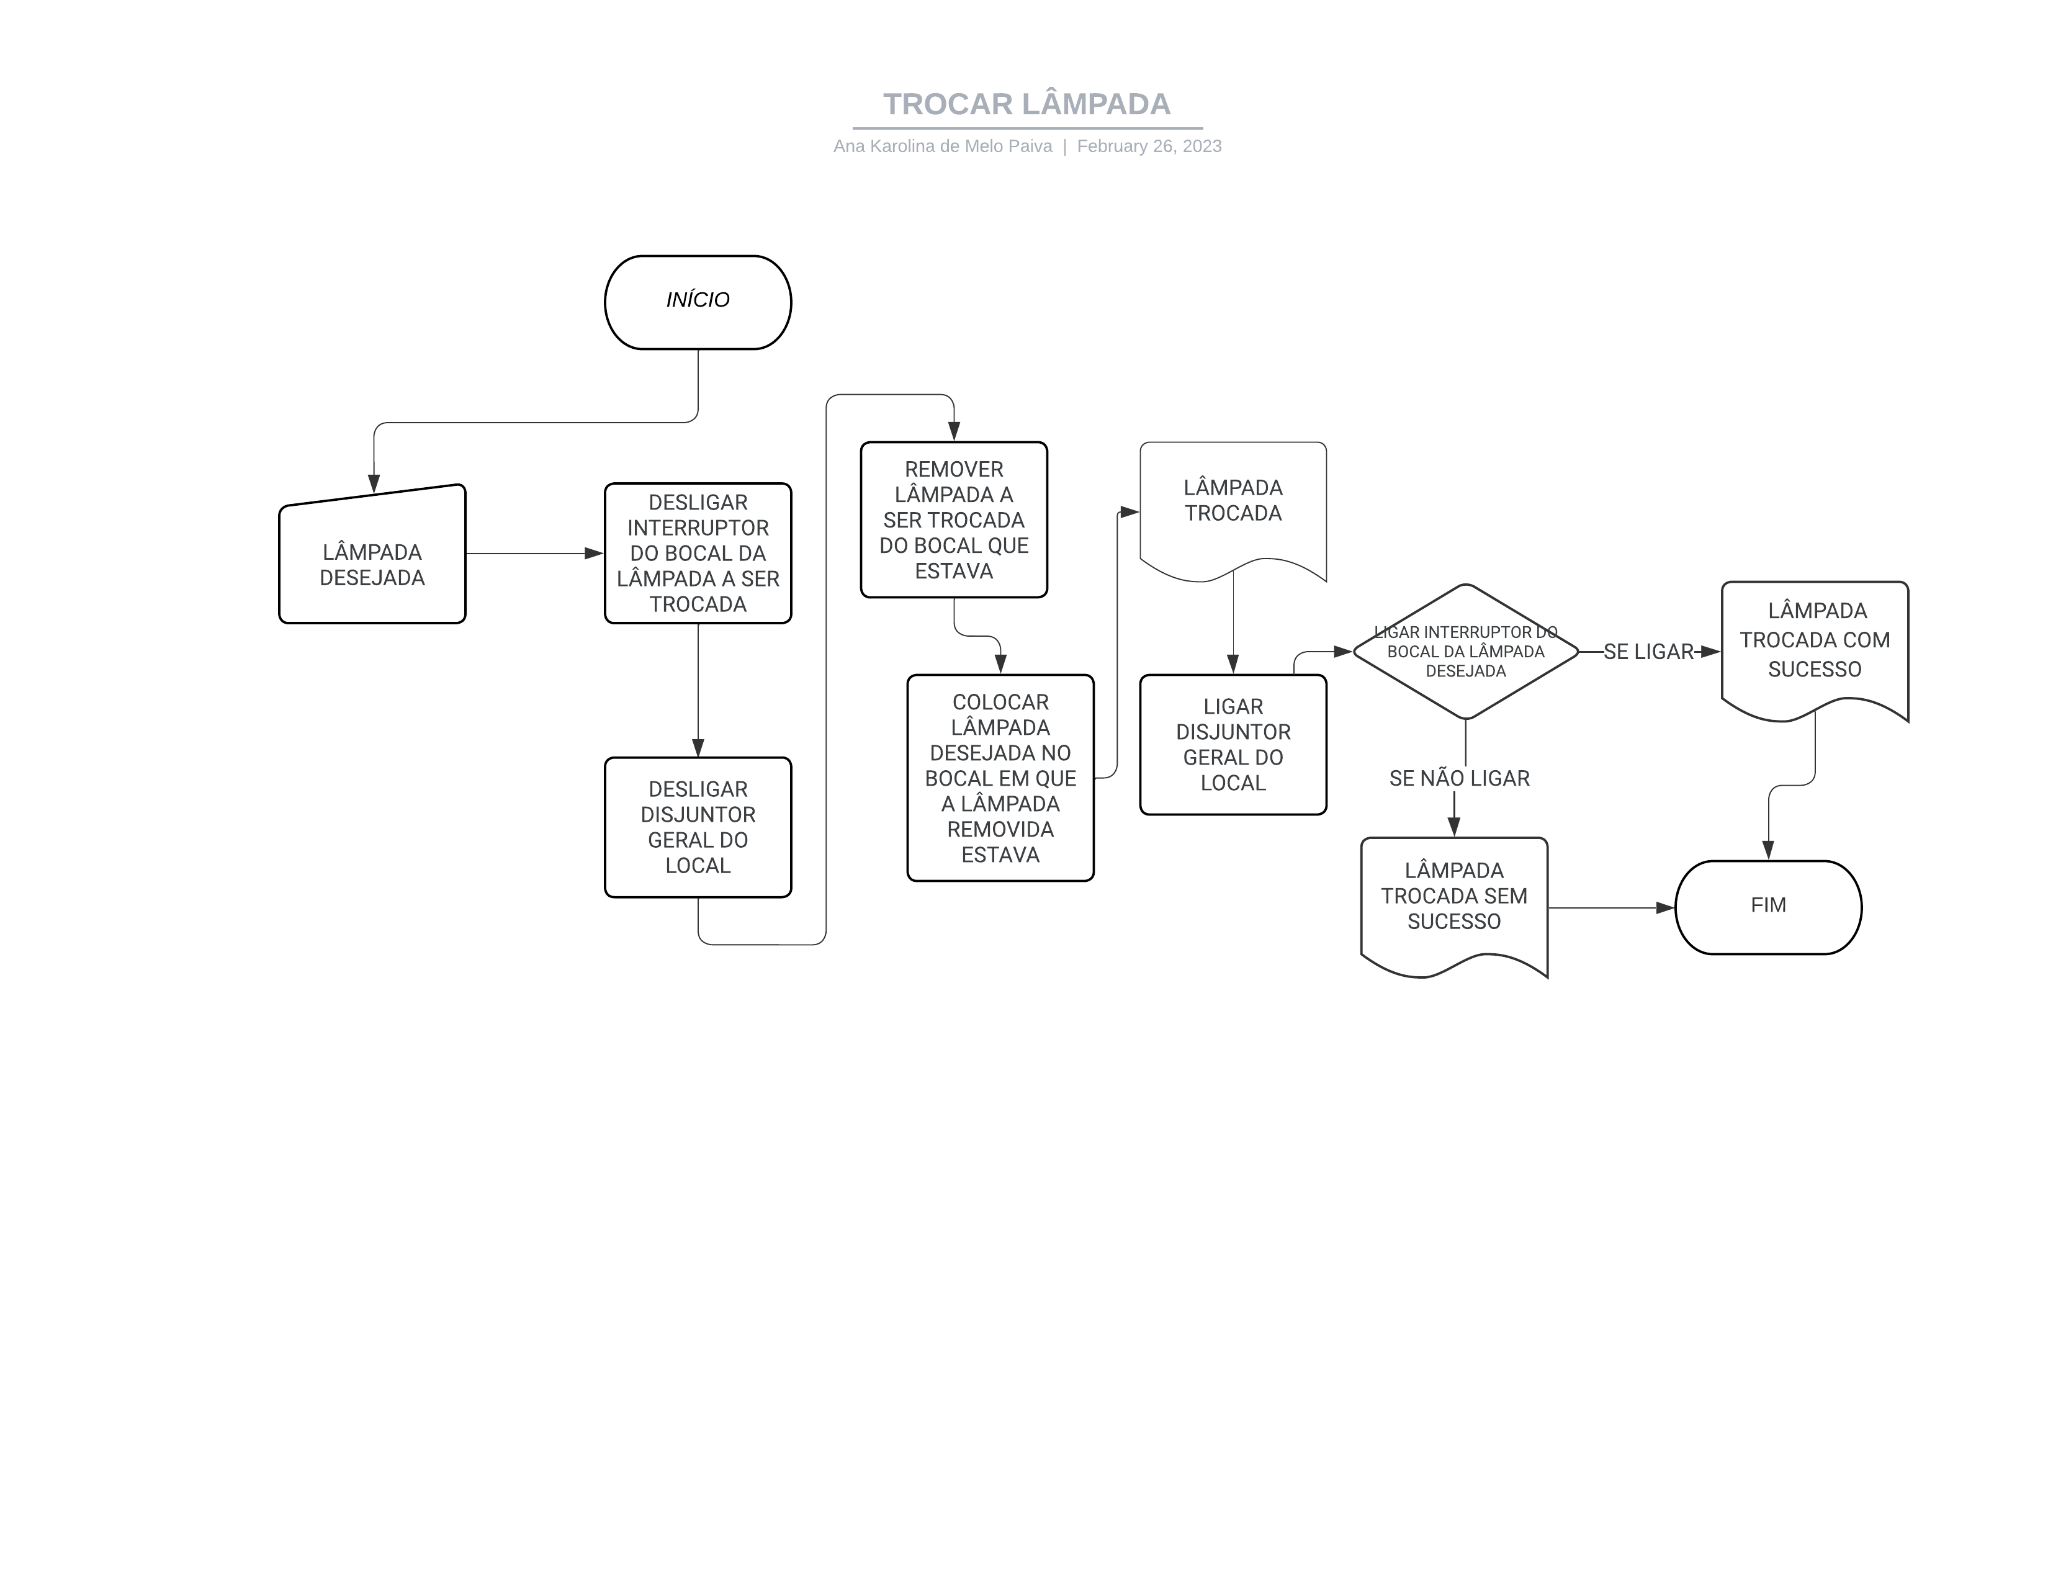 TROCAR LÂMPADA
Ana Karolina de Melo Paiva | February 26, 2023
INÍCIO
LÂMPADA
DESEJADA
DESLIGAR
INTERRUPTOR
DO BOCAL DA
LÂMPADA A SER
TROCADA
DESLIGAR
DISJUNTOR
GERAL DO
LOCAL
REMOVER
LÂMPADA A
SER TROCADA
DO BOCAL QUE
ESTAVA
COLOCAR
LÂMPADA
DESEJADA NO
BOCAL EM QUE
A LÂMPADA
REMOVIDA
ESTAVA
LÂMPADA
TROCADA
LIGAR
DISJUNTOR
GERAL DO
LOCAL
LIGAR INTERRUPTOR DO
BOCAL DA LÂMPADA
DESEJADA
SE LIGAR
LÂMPADA
TROCADA COM
SUCESSO
SE NÃO LIGAR
LÂMPADA
TROCADA SEM
SUCESSO
FIM